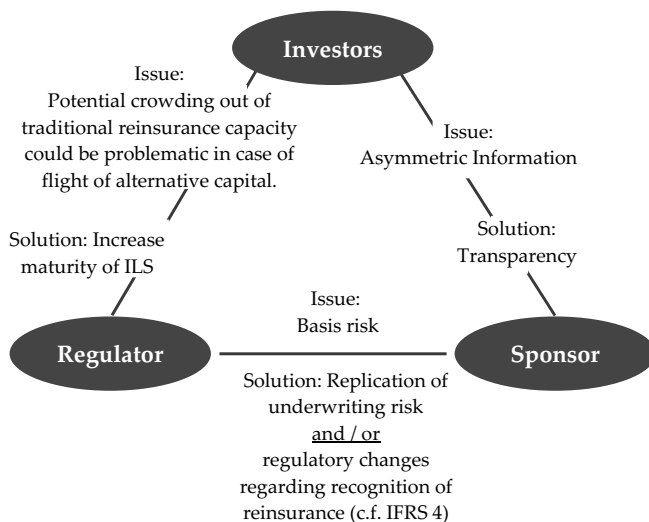 Investors
Issue:
Potential crowding out of
traditional reinsurance capacity
could be problematic in case of
flight of alternative capital.
Issue:
Asymmetric Information
Solution: Increase
maturity of ILS
Solution:
Transparency
Issue:
Basis risk
Regulator
Sponsor
Solution: Replication of
underwriting risk
and / or
regulatory changes
regarding recognition of
reinsurance (c.f. IFRS 4)